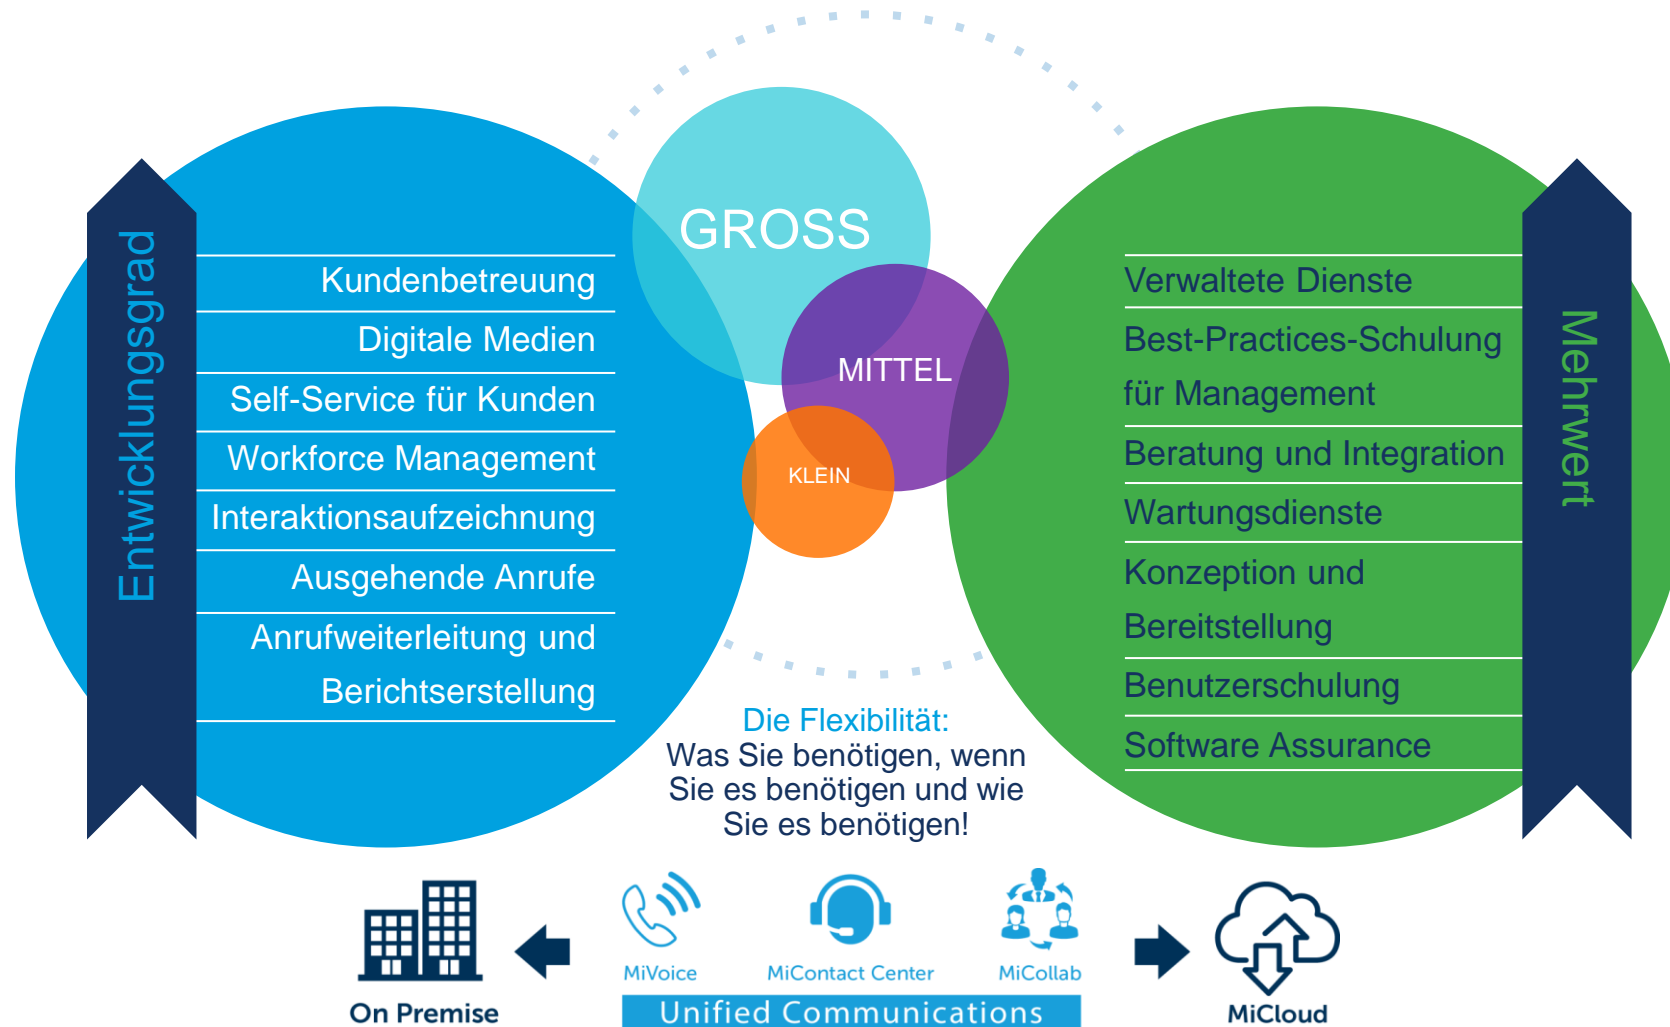 Entwicklungsgrad
Kundenbetreuung
Digitale Medien
Self-Service für Kunden
Workforce Management
Interaktionsaufzeichnung
Ausgehende Anrufe
Anrufweiterleitung und
Berichtserstellung
GROSS
MITTEL
KLEIN
Verwaltete Dienste
Best-Practices-Schulung
für Management
Beratung und Integration
Wartungsdienste
Konzeption und
Bereitstellung
Benutzerschulung
Software Assurance
Mehrwert
Die Flexibilität:
Was Sie benötigen, wenn
Sie es benötigen und wie
Sie es benötigen!
On Premise
MiVoice
MiContact Center
MiCollab
Unified Communications
MiCloud